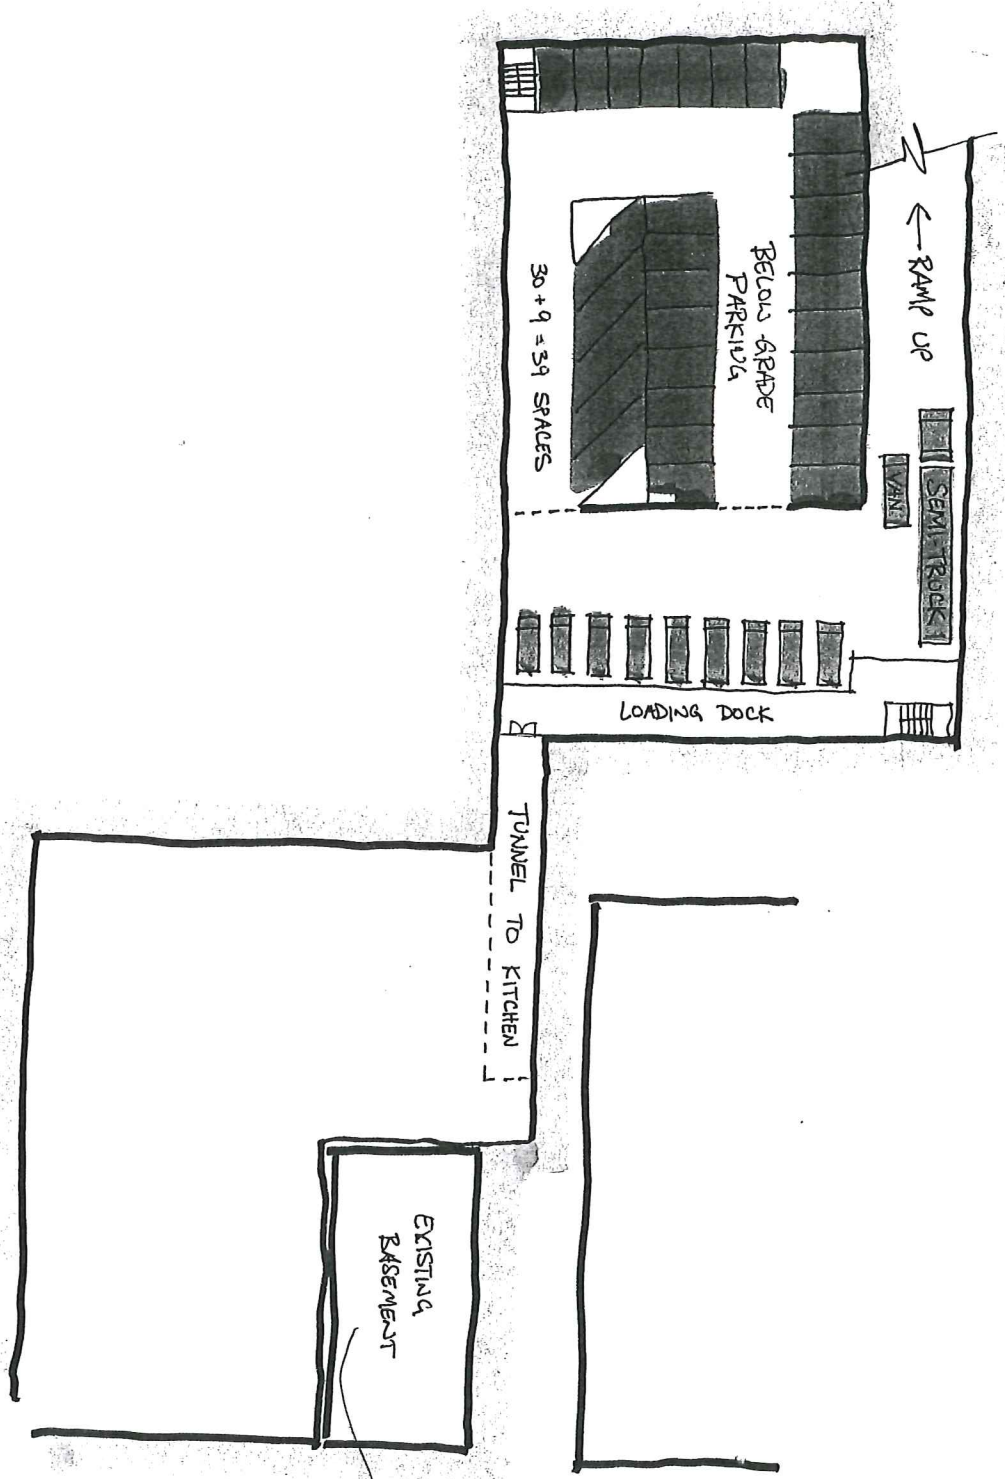 ← RAMP UP
BELOW-GRADE
PARKING
30 + 9 = 39 SPACES
SEMI-TRUCK
VAN
LOADING DOCK
TUNNEL TO KITCHEN
EXISTING
BASEMENT